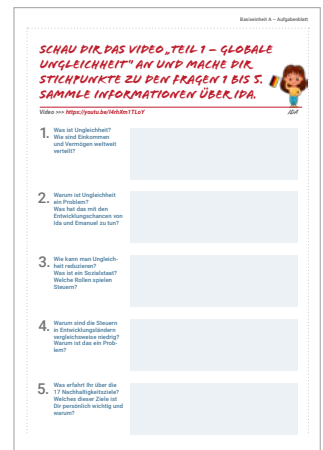 Basiseinheit A – Aufgabenblatt
SCHAU DIR DAS VIDEO „TEIL 1 – GLOBALE
UNGLEICHHEIT" AN UND MACHE DIR
STICHPUNKTE ZU DEN FRAGEN 1 BIS 5.
SAMMLE INFORMATIONEN ÜBER IDA.
Video >>> https://youtu.be/l4rhXm1TLoY
IDA
1. Was ist Ungleichheit?
Wie sind Einkommen
und Vermögen weltweit
verteilt?
2. Warum ist Ungleichheit
ein Problem?
Was hat das mit den
Entwicklungschancen von
Ida und Emanuel zu tun?
3. Wie kann man Ungleich-
heit reduzieren?
Was ist ein Sozialstaat?
Welche Rollen spielen
Steuern?
4. Warum sind die Steuern
in Entwicklungsländern
vergleichsweise niedrig?
Warum ist das ein Prob-
lem?
5. Was erfahrt ihr über die
17 Nachhaltigkeitsziele?
Welches dieser Ziele ist
Dir persönlich wichtig und
warum?